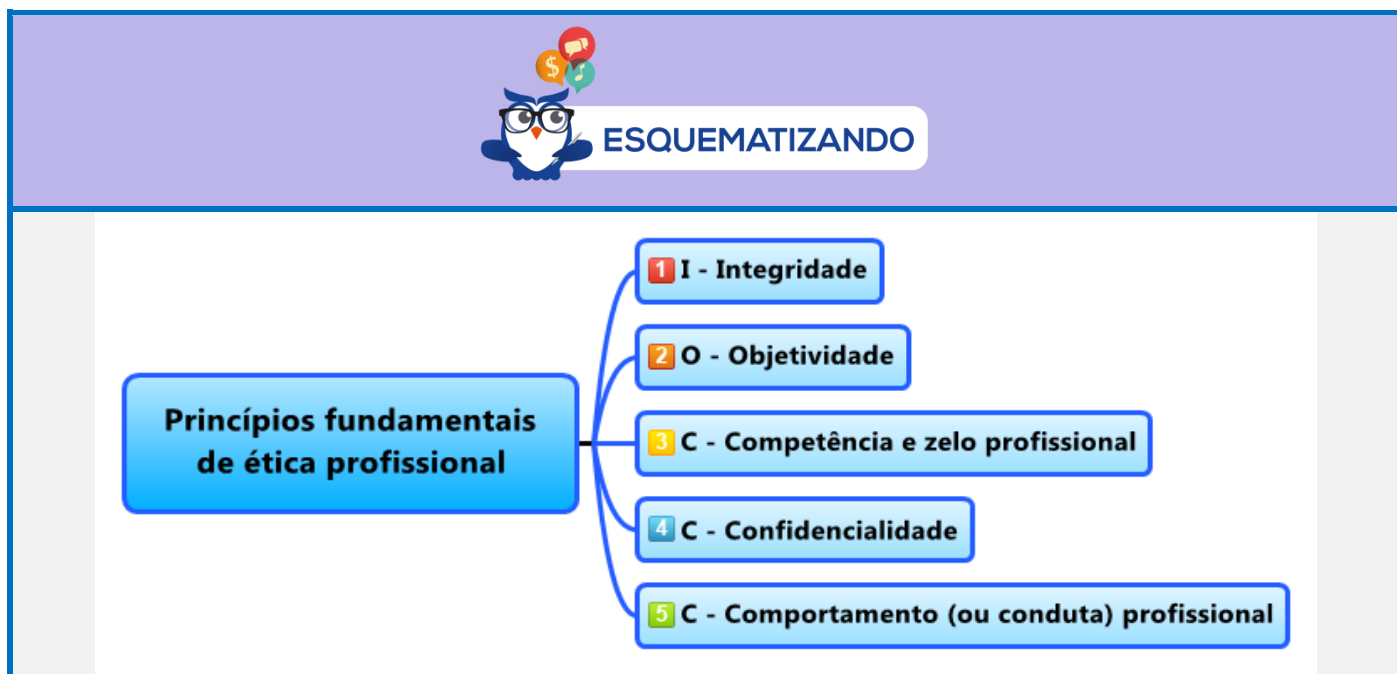 $
ESQUEMATIZANDO
1 I - Integridade
2 O - Objetividade
Princípios fundamentais
de ética profissional
3 C - Competência e zelo profissional
4 C - Confidencialidade
5 C - Comportamento (ou conduta) profissional